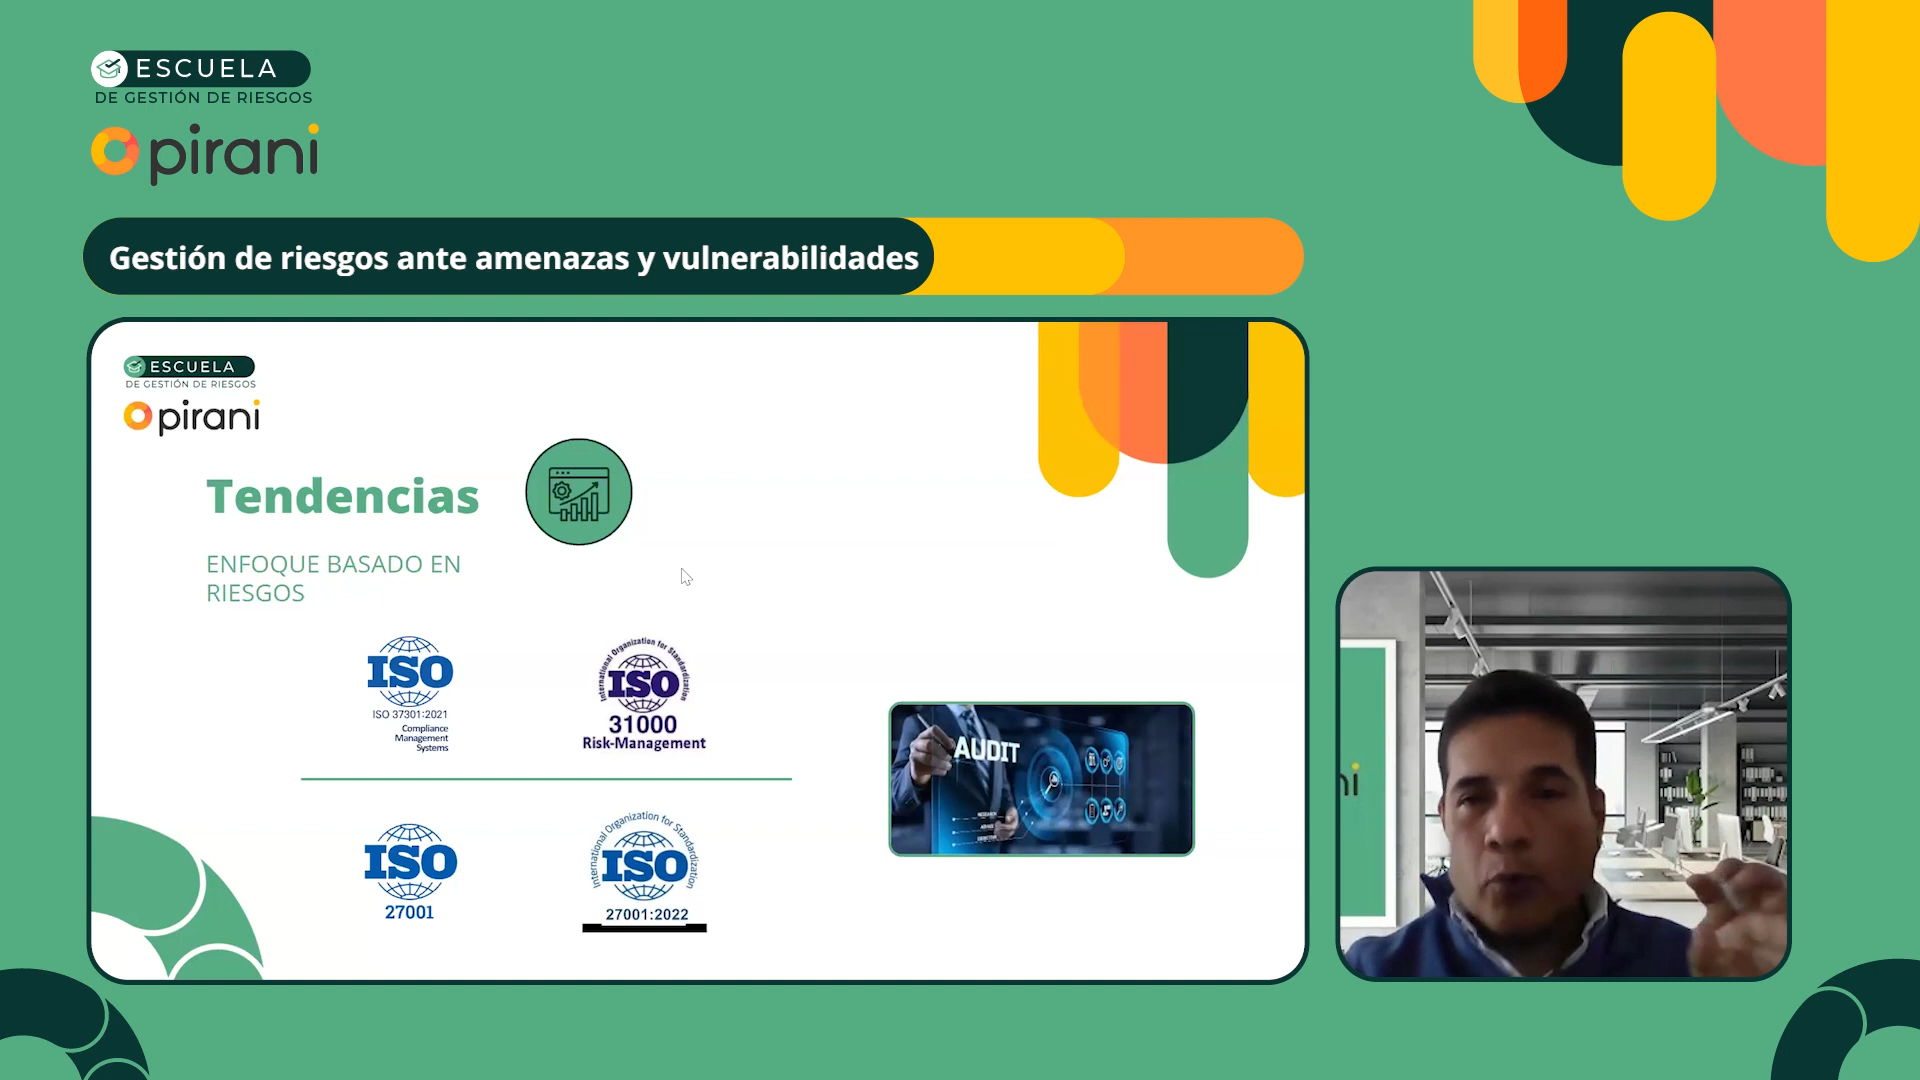 ESCUELA
DE GESTIÓN DE RIESGOS
pirani
Gestión de riesgos ante amenazas y vulnerabilidades
ESCUELA
DE GESTIÓN DE RIESGOS
pirani
Tendencias
ENFOQUE BASADO EN
RIESGOS
ISO
ISO 37301:2021
Compliance
Management
Systems
International Organization for Standardization
ISO
31000
Risk-Management
AUDIT
ISO
27001
International Organization for Standardization
ISO
27001:2022
ni